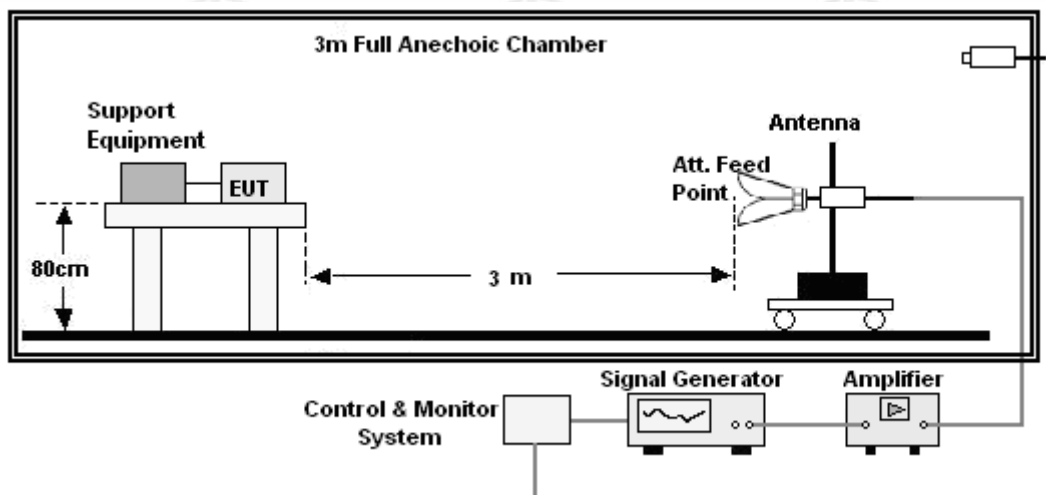 3m Full Anechoic Chamber
Support
Equipment
Antenna
Att. Feed
Point
EUT
80cm
3 m
Signal Generator
Amplifier
Control & Monitor
System